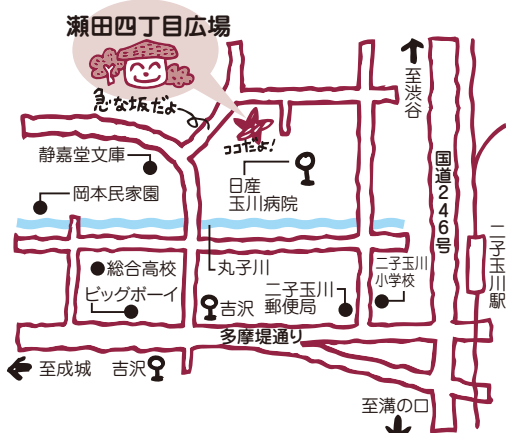 瀬田四丁目広場
急な坂だよ
ココだよ!
至渋谷
静嘉堂文庫
岡本民家園
日産
玉川病院
国道246号
二子玉川駅
総合高校
ビッグボーイ
丸子川
吉沢
二子玉川
郵便局
二子玉川
小学校
多摩堤通り
至成城
吉沢
至溝の口